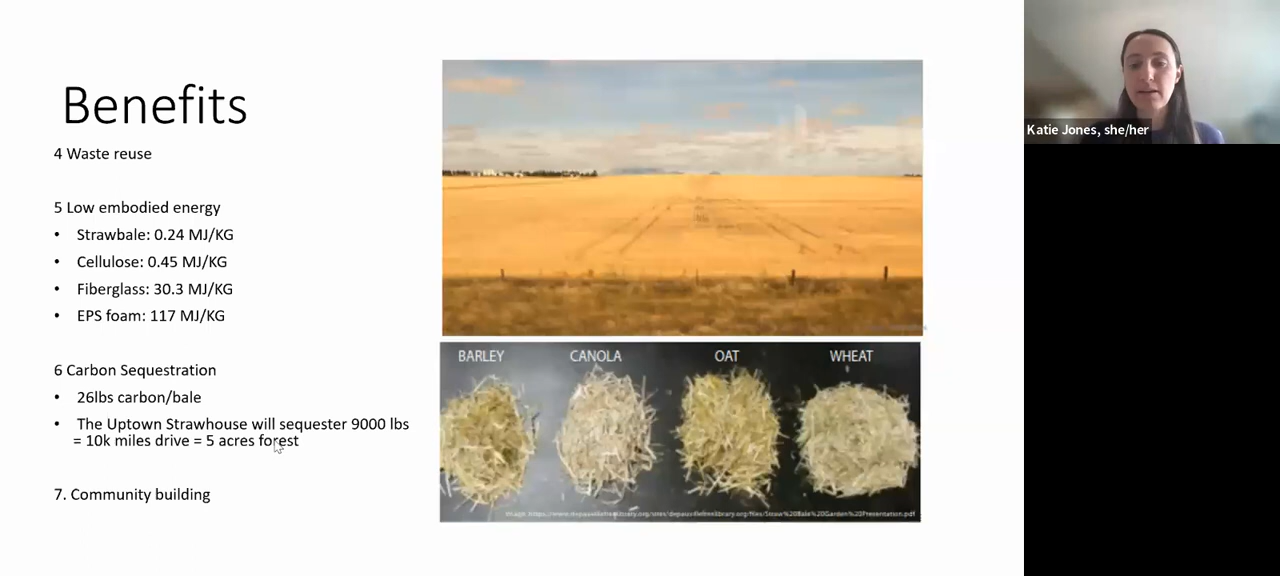 Benefits
4 Waste reuse
5 Low embodied energy
• Strawbale: 0.24 MJ/KG
• Cellulose: 0.45 MJ/KG
• Fiberglass: 30.3 MJ/KG
• EPS foam: 117 MJ/KG
6 Carbon Sequestration
• 26lbs carbon/bale
• The Uptown Strawhouse will sequester 9000 lbs
= 10k miles drive = 5 acres forest
7. Community building
BARLEY CANOLA OAT WHEAT
Katie Jones, she/her